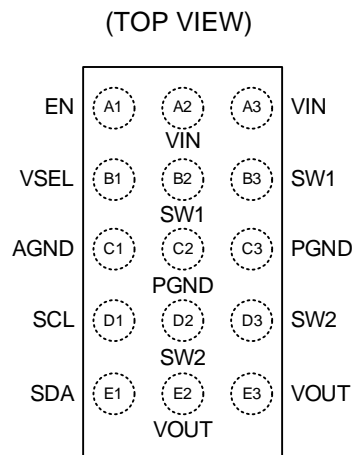 (TOP VIEW)
EN A1 A2 A3 VIN
VIN
VSEL B1 B2 B3 SW1
SW1
AGND C1 C2 C3 PGND
PGND
SCL D1 D2 D3 SW2
SW2
SDA E1 E2 E3 VOUT
VOUT